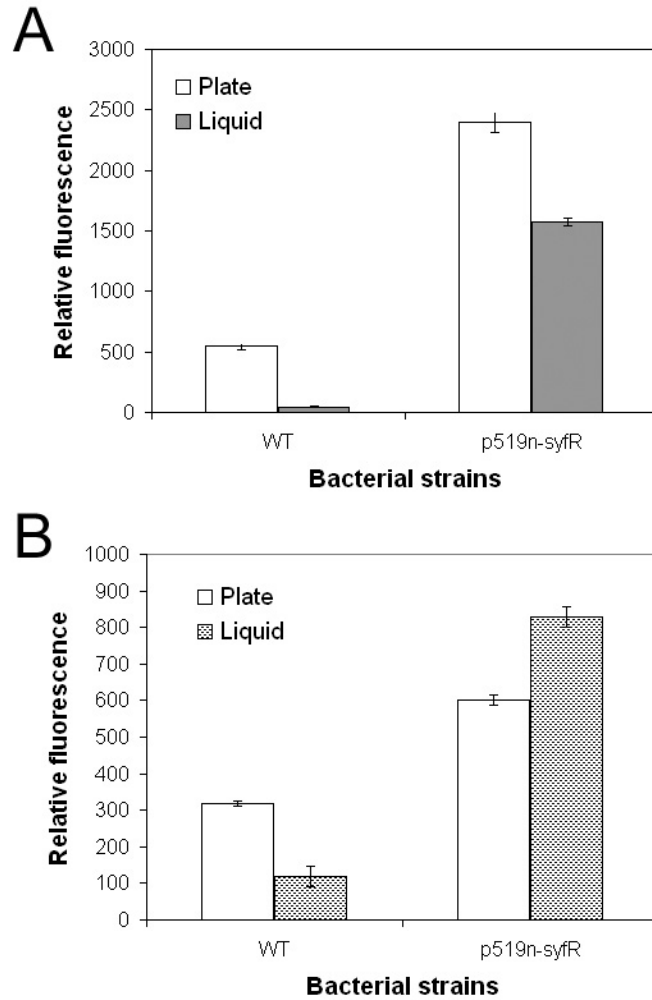 A
3000
2500
2000
1500
1000
500
0
Relative fluorescence
Plate
Liquid
WT
p519n-syfR
Bacterial strains
B
1000
900
800
700
600
500
400
300
200
100
0
Relative fluorescence
Plate
Liquid
WT
p519n-syfR
Bacterial strains